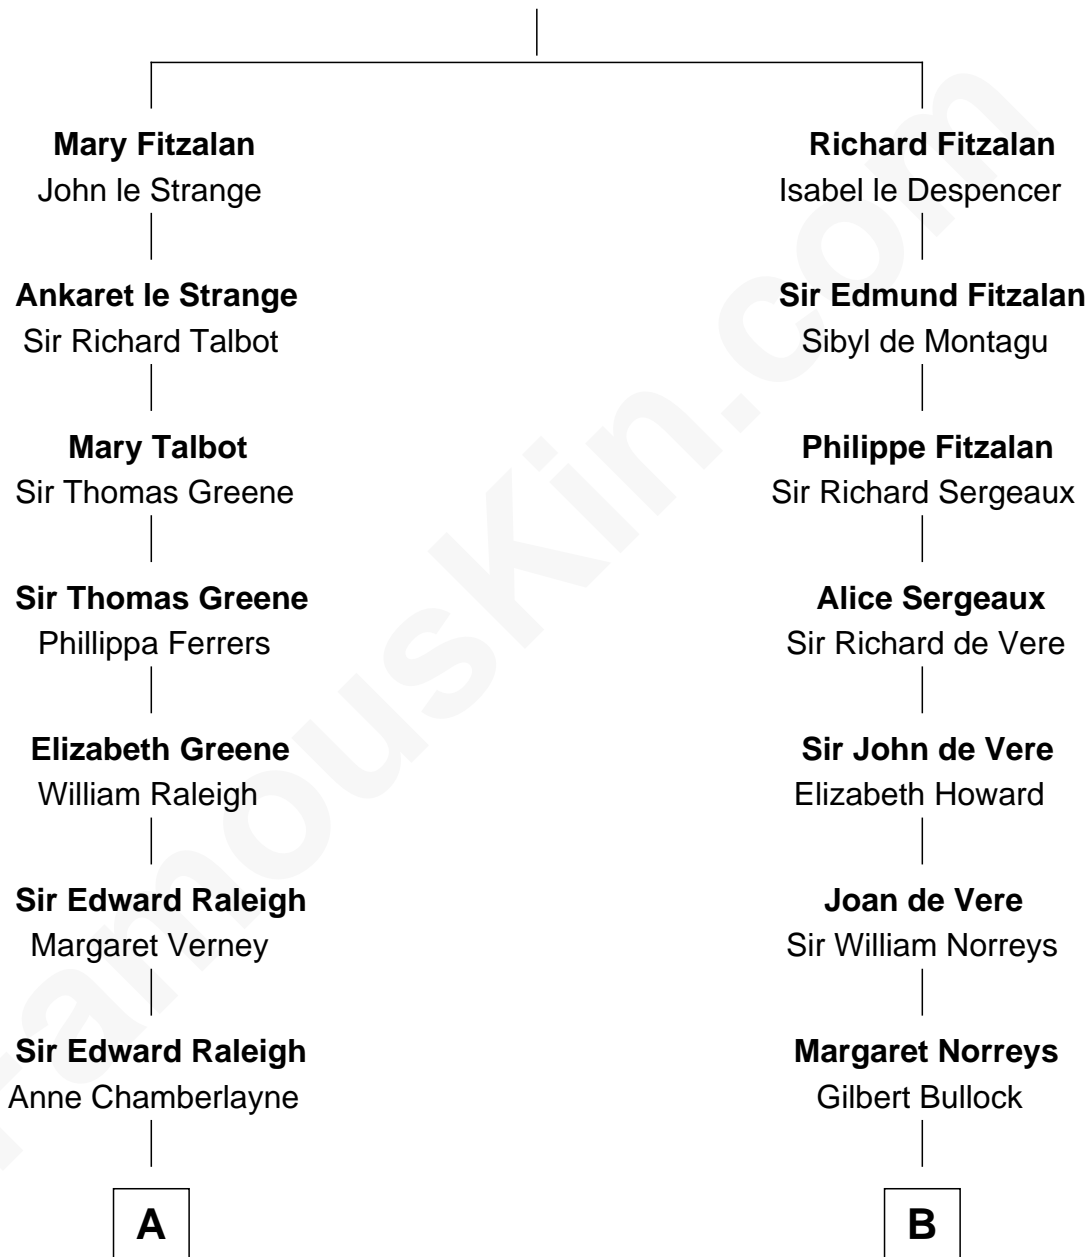 Mary Fitzalan
John le Strange
Richard Fitzalan
Isabel le Despencer
Ankaret le Strange
Sir Richard Talbot
Sir Edmund Fitzalan
Sibyl de Montagu
Mary Talbot
Sir Thomas Greene
Philippe Fitzalan
Sir Richard Sergeaux
Sir Thomas Greene
Phillippa Ferrers
Alice Sergeaux
Sir Richard de Vere
Elizabeth Greene
William Raleigh
Sir John de Vere
Elizabeth Howard
Sir Edward Raleigh
Margaret Verney
Joan de Vere
Sir William Norreys
Sir Edward Raleigh
Anne Chamberlayne
Margaret Norreys
Gilbert Bullock
A
B
FamousKin.com